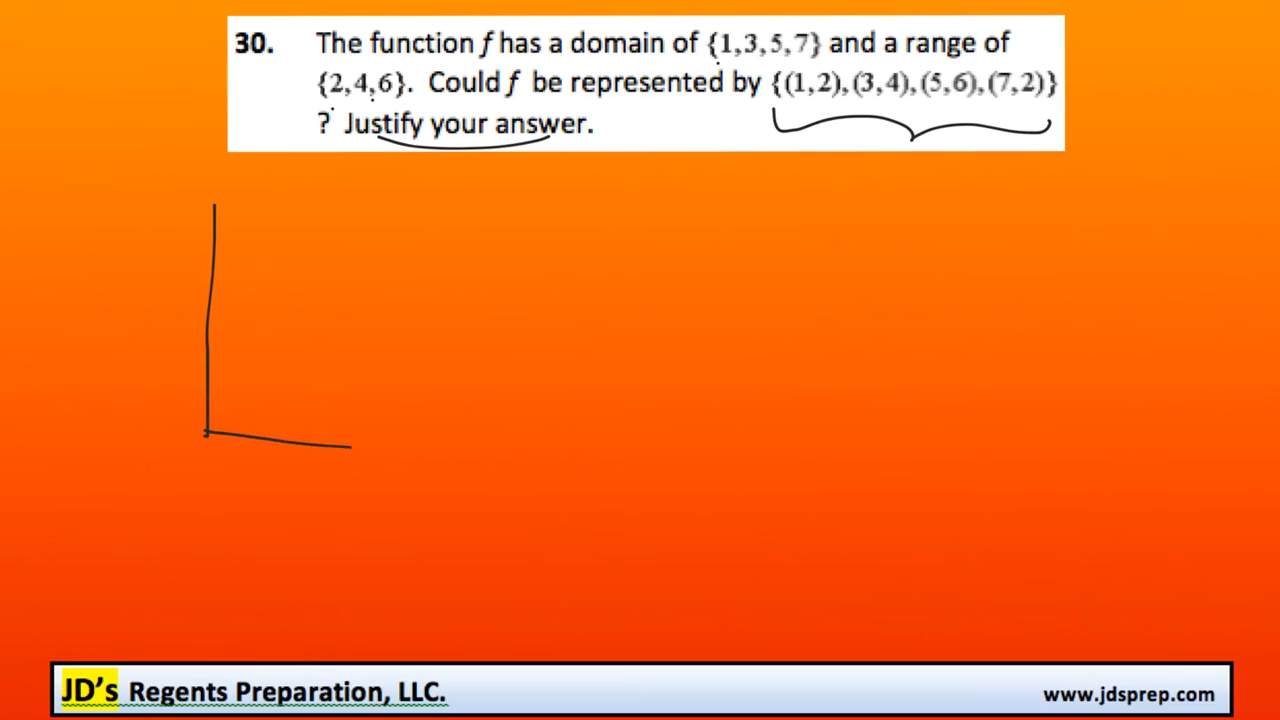 30. The function f has a domain of {1,3,5,7} and a range of
{2,4,6}. Could f be represented by {(1,2),(3,4),(5,6),(7,2)}
? Justify your answer.
JD's Regents Preparation, LLC.
www.jdsprep.com